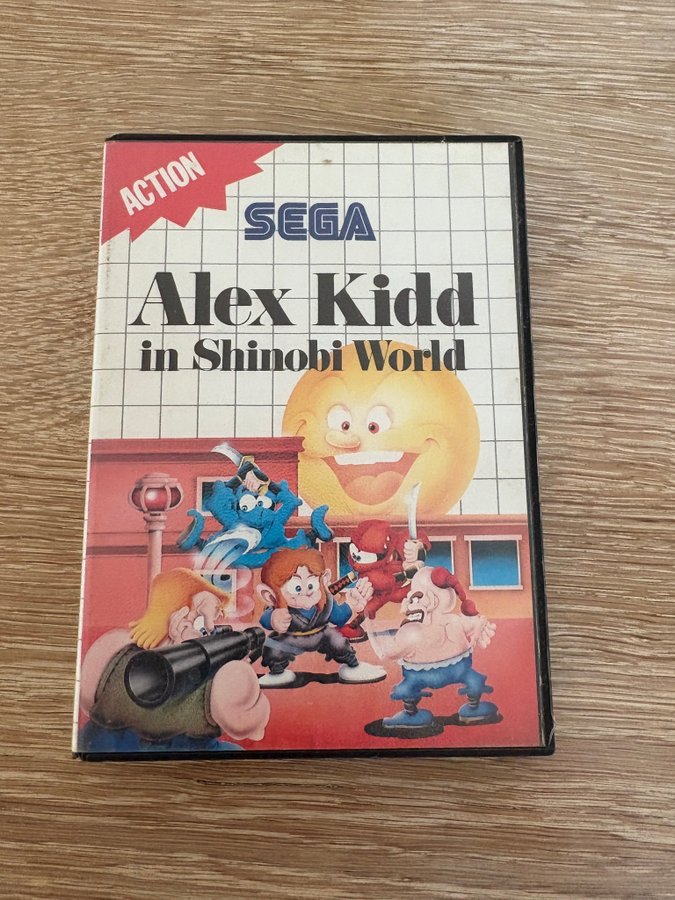 ACTION
SEGA
Alex Kidd
in Shinobi World